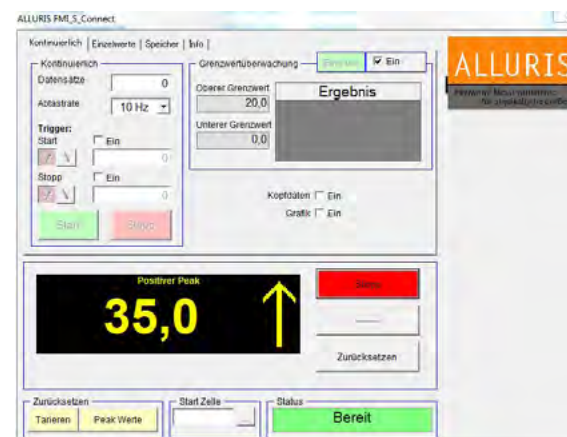 ALLURIS FMI_S_Connect
Kontinuierlich | Einzelwerte | Speicher | Info |
Kontinuierlich
Datensätze 0
Abtastrate 10 Hz
Trigger:
Start Ein
0
Stopp Ein
0
Start Stopp
Grenzwertüberwachung Ein
Oberer Grenzwert
20,0
Unterer Grenzwert
0,0
Ergebnis
Kopfdaten Ein
Grafik Ein
ALLURIS
Positiver Peak
35,0
Zurücksetzen
Zurücksetzen
Tarieren Peak Werte
Start Zelle
...
Status
Bereit